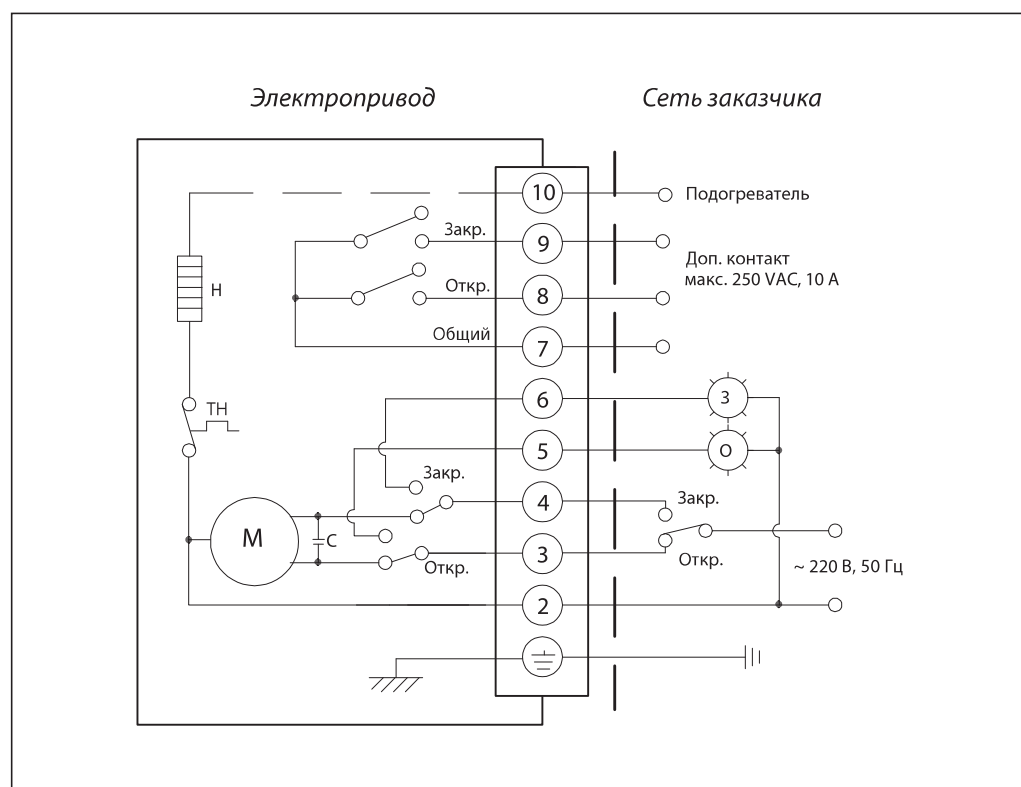 Электропривод
Сеть заказчика
10
Подогреватель
Закр.
9
Доп. контакт
макс. 250 VAC, 10 А
H
Откр.
8
Общий
7
6
З
TH
5
О
Закр.
4
Закр.
M
C
Откр.
3
Откр.
~ 220 В, 50 Гц
2